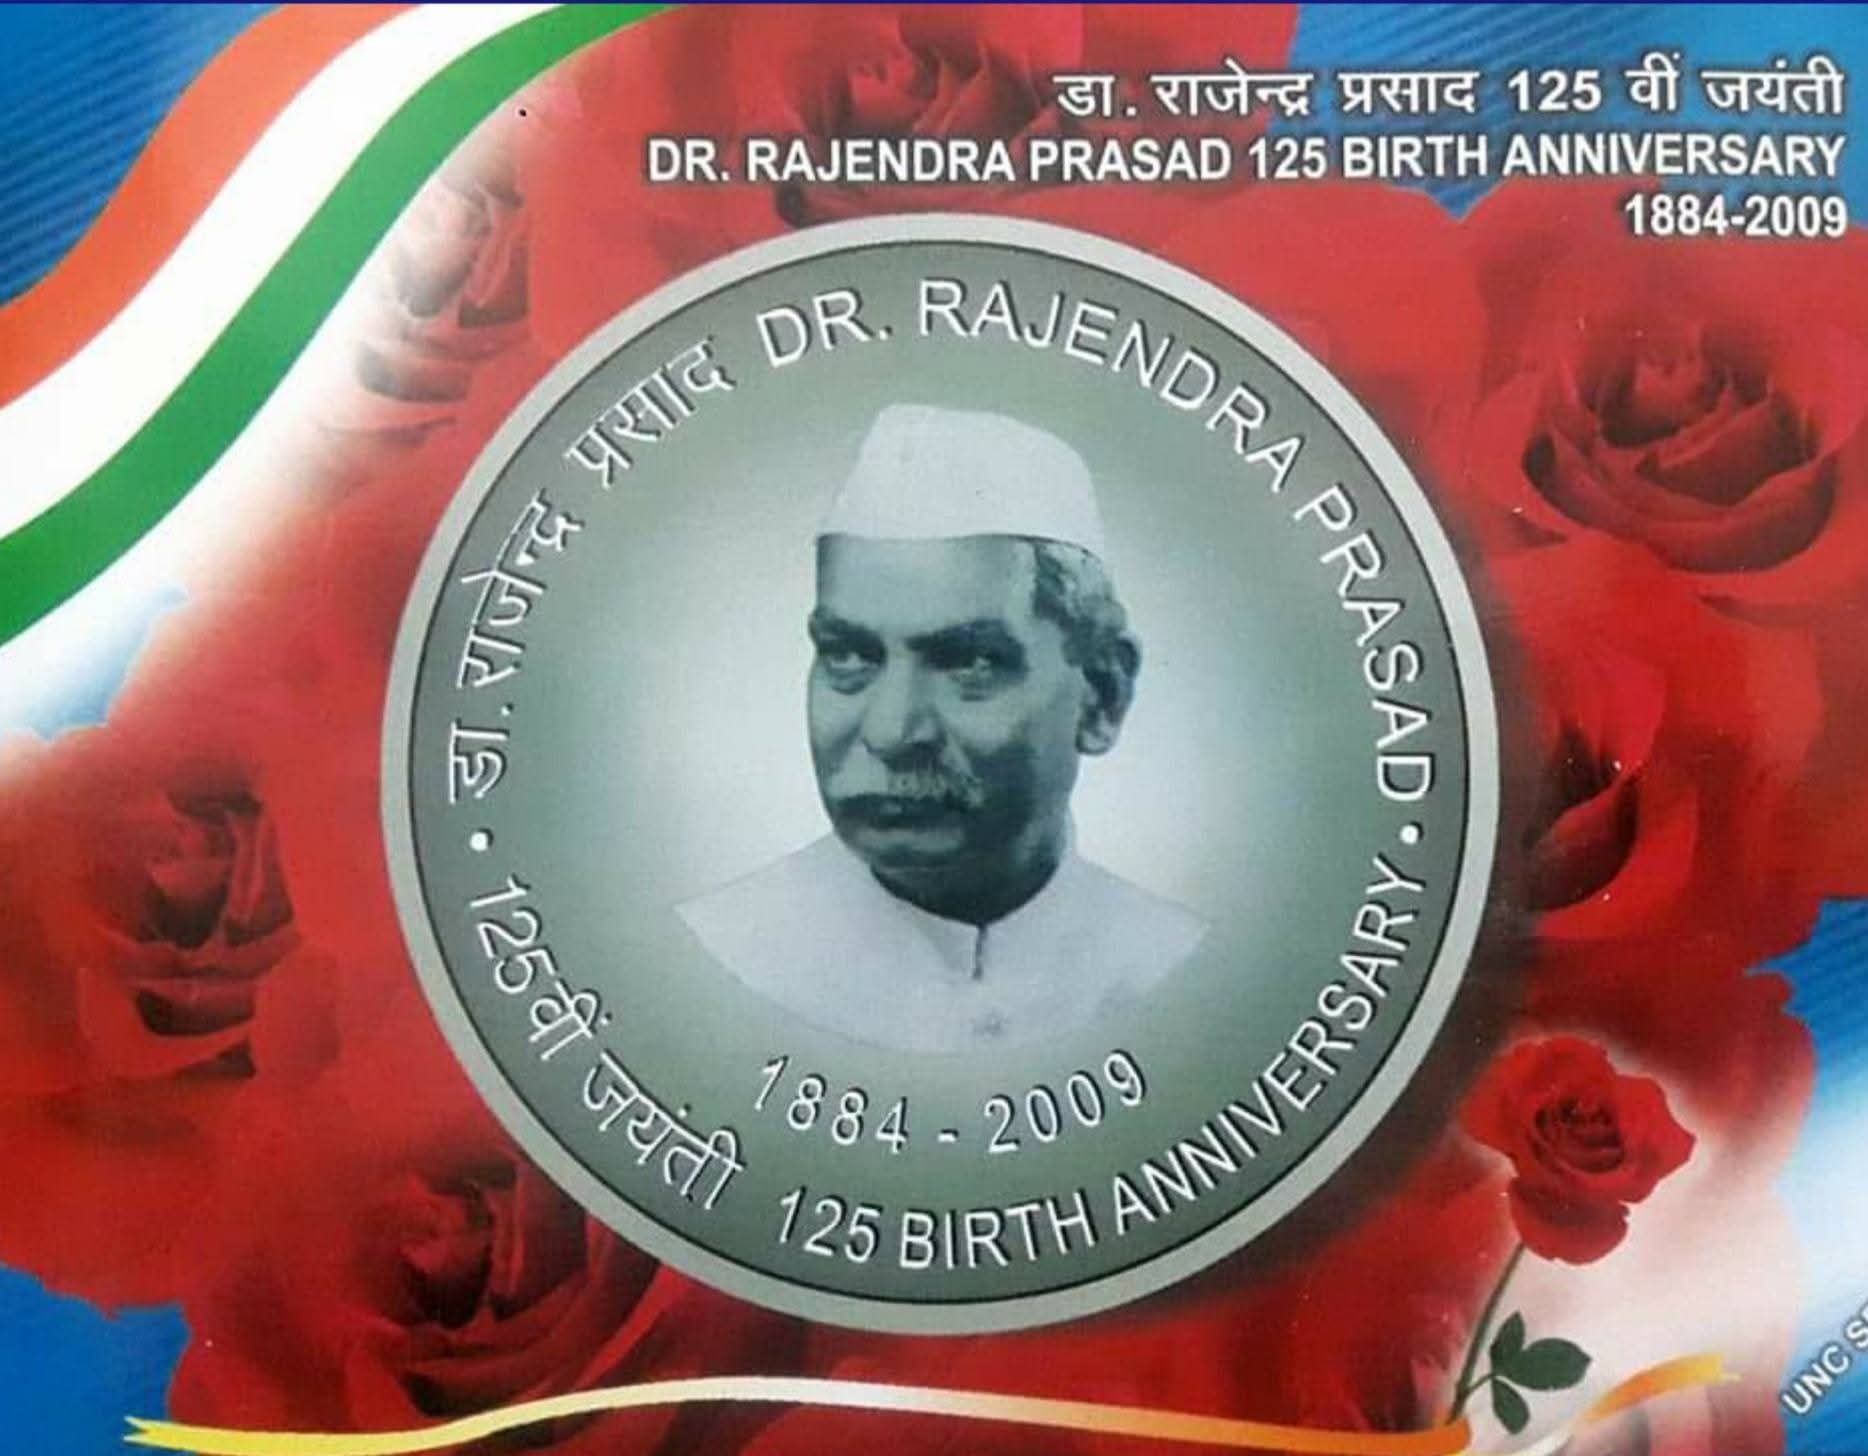 डा. राजेन्द्र प्रसाद 125 वीं जयंती
DR. RAJENDRA PRASAD 125 BIRTH ANNIVERSARY
1884-2009
डा. राजेन्द्र प्रसाद DR. RAJENDRA PRASAD
125वीं जयंती 125 BIRTH ANNIVERSARY
1884 - 2009
UNC